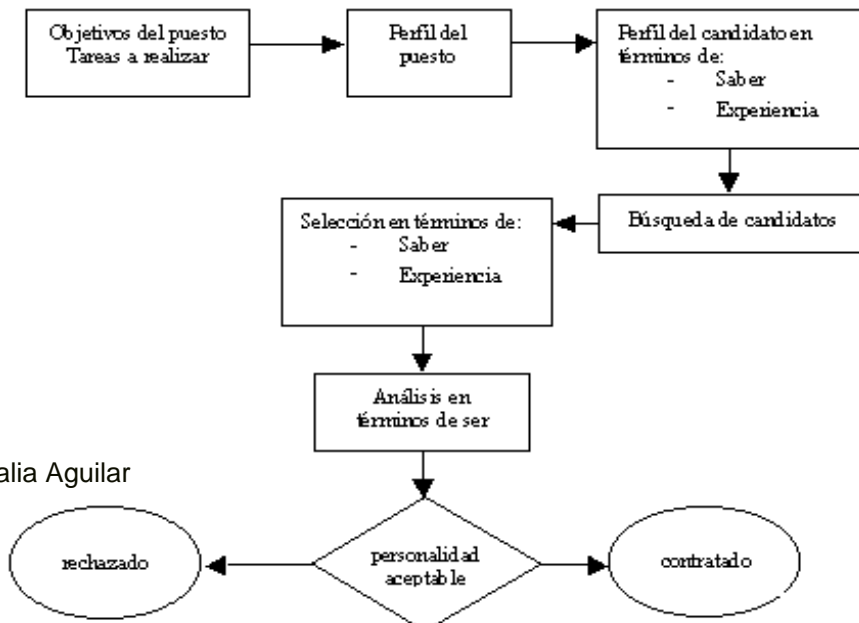 Objetivos del puesto
Tareas a realizar
Perfil del
puesto
Perfil del candidato en
términos de:
- Saber
- Experiencia
Búsqueda de candidatos
Selección en términos de:
- Saber
- Experiencia
Análisis en
términos de ser
alia Aguilar
rechazado
personalidad
aceptable
contratado